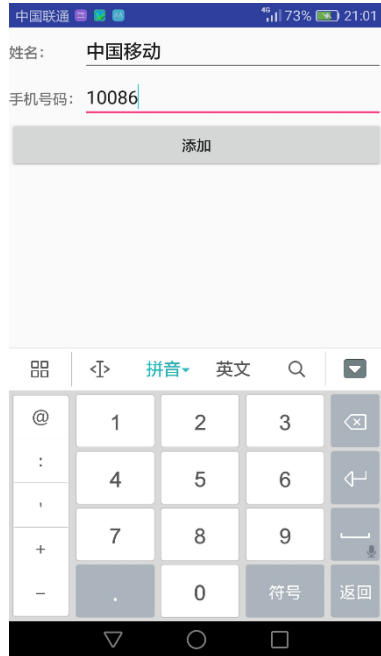 中国联通 4G 73% 21:01
姓名: 中国移动
手机号码: 10086
添加
拼音 英文
@ 1 2 3
: 4 5 6
' 7 8 9
+
- . 0 符号 返回